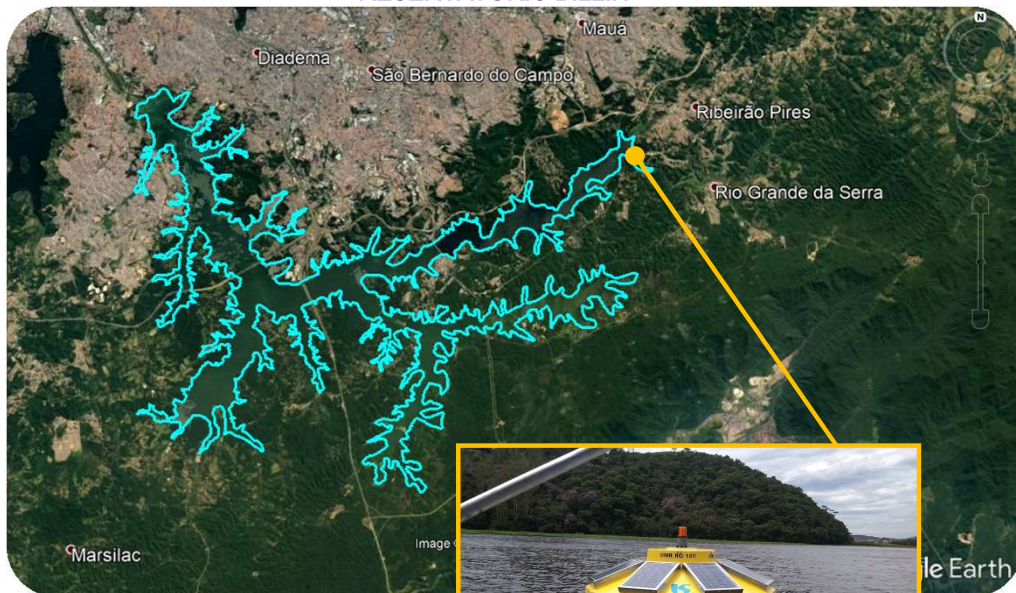 Mauá
Diadema
São Bernardo do Campo
Ribeirão Pires
Rio Grande da Serra
N
Marsilac
Image
le Earth
UMR RG 105
K